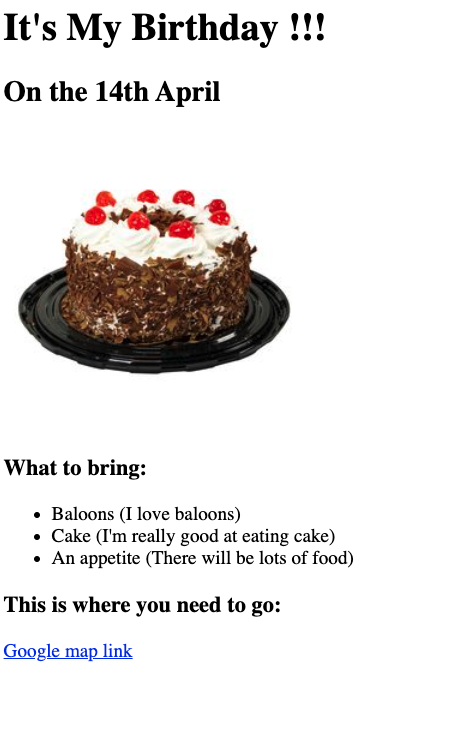 It's My Birthday !!!
On the 14th April
What to bring:
Baloons (I love baloons)
Cake (I'm really good at eating cake)
An appetite (There will be lots of food)
This is where you need to go:
Google map link